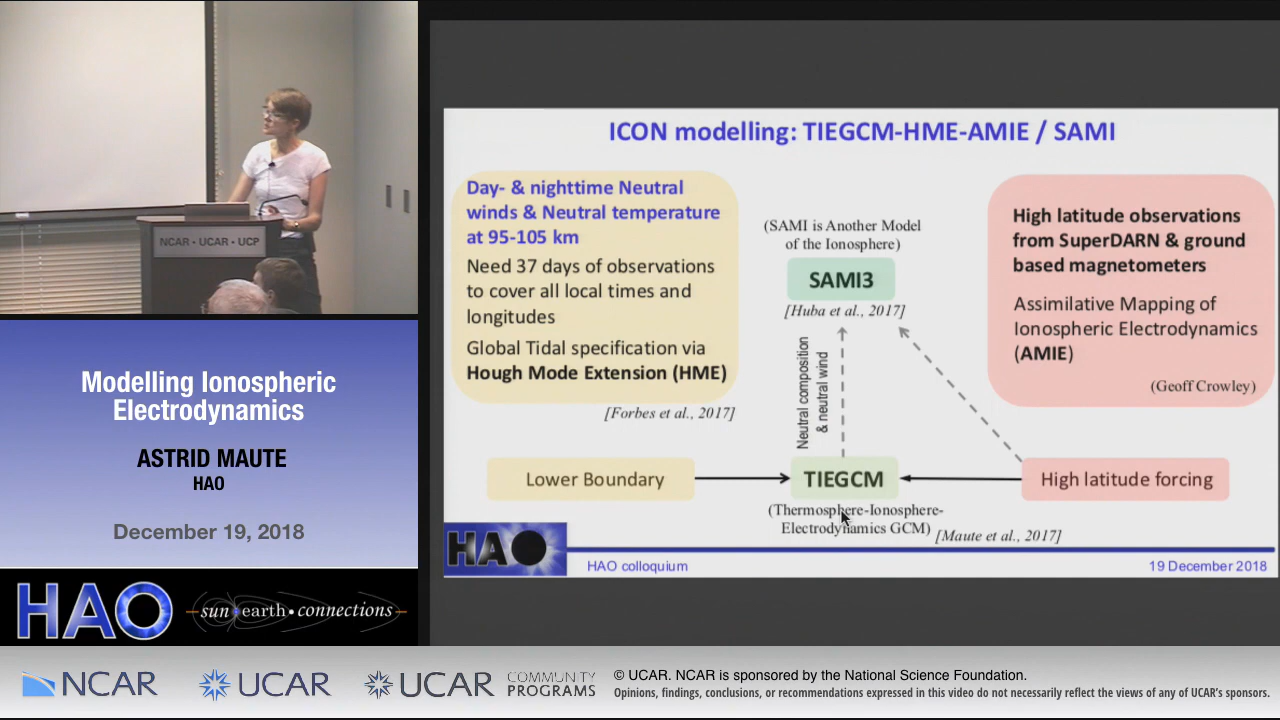 NCAR • UCAR • UCP
Modelling Ionospheric
Electrodynamics
ASTRID MAUTE
HAO
December 19, 2018
HAO
sun • earth • connections
ICON modelling: TIEGCM-HME-AMIE / SAMI
Day- & nighttime Neutral
winds & Neutral temperature
at 95-105 km
Need 37 days of observations
to cover all local times and
longitudes
Global Tidal specification via
Hough Mode Extension (HME)
[Forbes et al., 2017]
(SAMI is Another Model
of the Ionosphere)
SAMI3
[Huba et al., 2017]
Neutral composition
& neutral wind
High latitude observations
from SuperDARN & ground
based magnetometers
Assimilative Mapping of
Ionospheric Electrodynamics
(AMIE)
(Geoff Crowley)
Lower Boundary
TIEGCM
High latitude forcing
(Thermosphere-Ionosphere-
Electrodynamics GCM)
[Maute et al., 2017]
HAO
HAO colloquium
19 December 2018
NCAR
UCAR
UCAR
COMMUNITY
PROGRAMS
© UCAR. NCAR is sponsored by the National Science Foundation.
Opinions, findings, conclusions, or recommendations expressed in this video do not necessarily reflect the views of any of UCAR's sponsors.